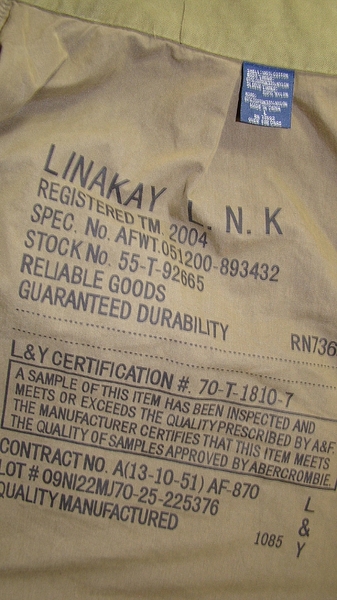 LINAKAY L. N. K
REGISTERED TM. 2004
SPEC. No. AFWT.051200-893432
STOCK No. 55-T-92665
RELIABLE GOODS
GUARANTEED DURABILITY
RN736
L&Y CERTIFICATION #. 70-T-1810-7
A SAMPLE OF THIS ITEM HAS BEEN INSPECTED AND
MEETS OR EXCEEDS THE QUALITY PRESCRIBED BY A&F.
THE MANUFACTURER CERTIFIES THAT THIS ITEM MEETS
THE QUALITY OF SAMPLES APPROVED BY ABERCROMBIE.
CONTRACT NO. A(13-10-51) AF-870
LOT # 09NI22MJ70-25-225376
QUALITY MANUFACTURED
L
&
Y
1085